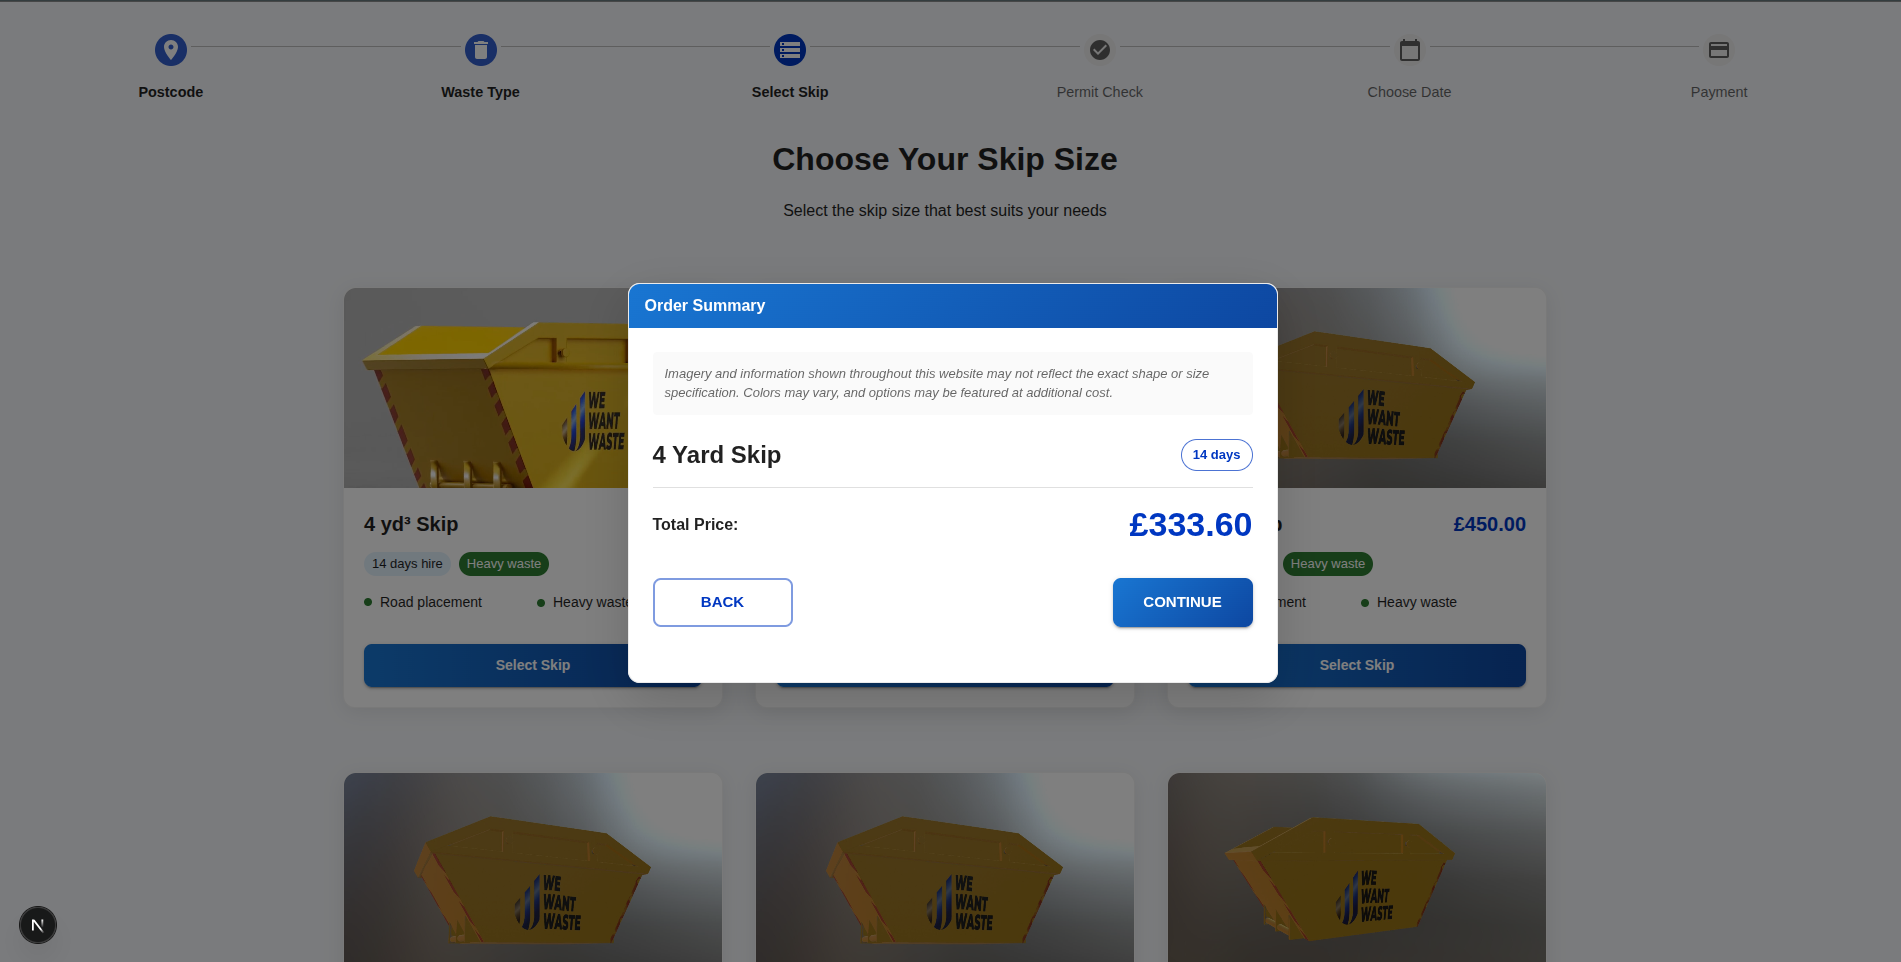 Postcode
Waste Type
Select Skip
Permit Check
Choose Date
Payment
Choose Your Skip Size
Select the skip size that best suits your needs
Order Summary
Imagery and information shown throughout this website may not reflect the exact shape or size
specification. Colors may vary, and options may be featured at additional cost.
4 Yard Skip
14 days
Total Price:
£333.60
BACK
CONTINUE
WE
WANT
WASTE
4 yd³ Skip
14 days hire
Heavy waste
Road placement
Heavy waste
Select Skip
WE
WANT
WASTE
£450.00
Heavy waste
Heavy waste
Select Skip
WE
WANT
WASTE
WE
WANT
WASTE
WE
WANT
WASTE
N